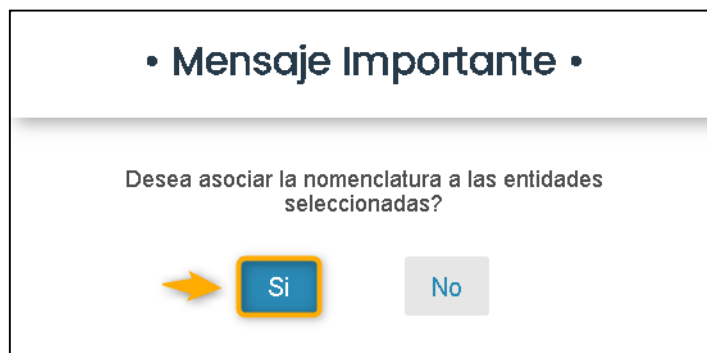 • Mensaje Importante •
Desea asociar la nomenclatura a las entidades
seleccionadas?
Si
No